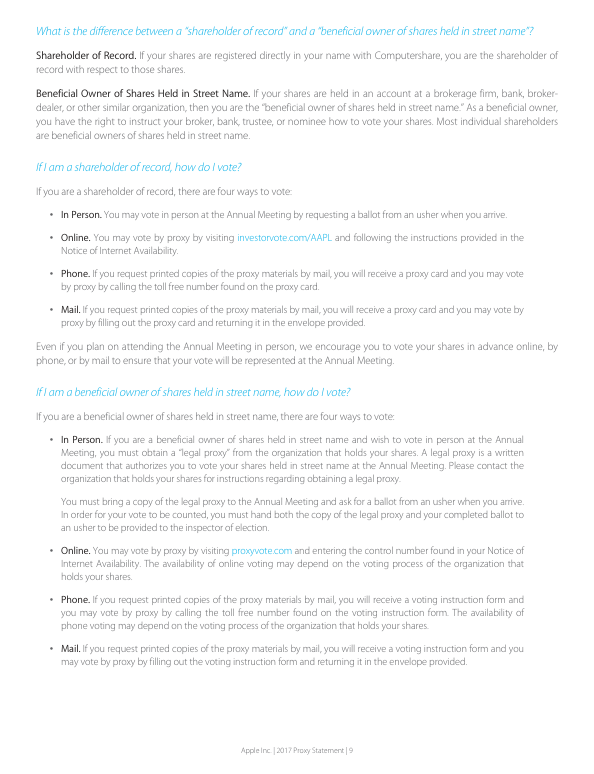 What is the difference between a “shareholder of record” and a “beneficial owner of shares held in street name”?
Shareholder of Record. If your shares are registered directly in your name with Computershare, you are the shareholder of
record with respect to those shares.
Beneficial Owner of Shares Held in Street Name. If your shares are held in an account at a brokerage firm, bank, broker-
dealer, or other similar organization, then you are the “beneficial owner of shares held in street name.” As a beneficial owner,
you have the right to instruct your broker, bank, trustee, or nominee how to vote your shares. Most individual shareholders
are beneficial owners of shares held in street name.
If I am a shareholder of record, how do I vote?
If you are a shareholder of record, there are four ways to vote:
• In Person. You may vote in person at the Annual Meeting by requesting a ballot from an usher when you arrive.
• Online. You may vote by proxy by visiting investorvote.com/AAPL and following the instructions provided in the
Notice of Internet Availability.
• Phone. If you request printed copies of the proxy materials by mail, you will receive a proxy card and you may vote
by proxy by calling the toll free number found on the proxy card.
• Mail. If you request printed copies of the proxy materials by mail, you will receive a proxy card and you may vote by
proxy by filling out the proxy card and returning it in the envelope provided.
Even if you plan on attending the Annual Meeting in person, we encourage you to vote your shares in advance online, by
phone, or by mail to ensure that your vote will be represented at the Annual Meeting.
If I am a beneficial owner of shares held in street name, how do I vote?
If you are a beneficial owner of shares held in street name, there are four ways to vote:
• In Person. If you are a beneficial owner of shares held in street name and wish to vote in person at the Annual
Meeting, you must obtain a “legal proxy” from the organization that holds your shares. A legal proxy is a written
document that authorizes you to vote your shares held in street name at the Annual Meeting. Please contact the
organization that holds your shares for instructions regarding obtaining a legal proxy.
You must bring a copy of the legal proxy to the Annual Meeting and ask for a ballot from an usher when you arrive.
In order for your vote to be counted, you must hand both the copy of the legal proxy and your completed ballot to
an usher to be provided to the inspector of election.
• Online. You may vote by proxy by visiting proxyvote.com and entering the control number found in your Notice of
Internet Availability. The availability of online voting may depend on the voting process of the organization that
holds your shares.
• Phone. If you request printed copies of the proxy materials by mail, you will receive a voting instruction form and
you may vote by proxy by calling the toll free number found on the voting instruction form. The availability of
phone voting may depend on the voting process of the organization that holds your shares.
• Mail. If you request printed copies of the proxy materials by mail, you will receive a voting instruction form and you
may vote by proxy by filling out the voting instruction form and returning it in the envelope provided.
Apple Inc. | 2017 Proxy Statement | 9